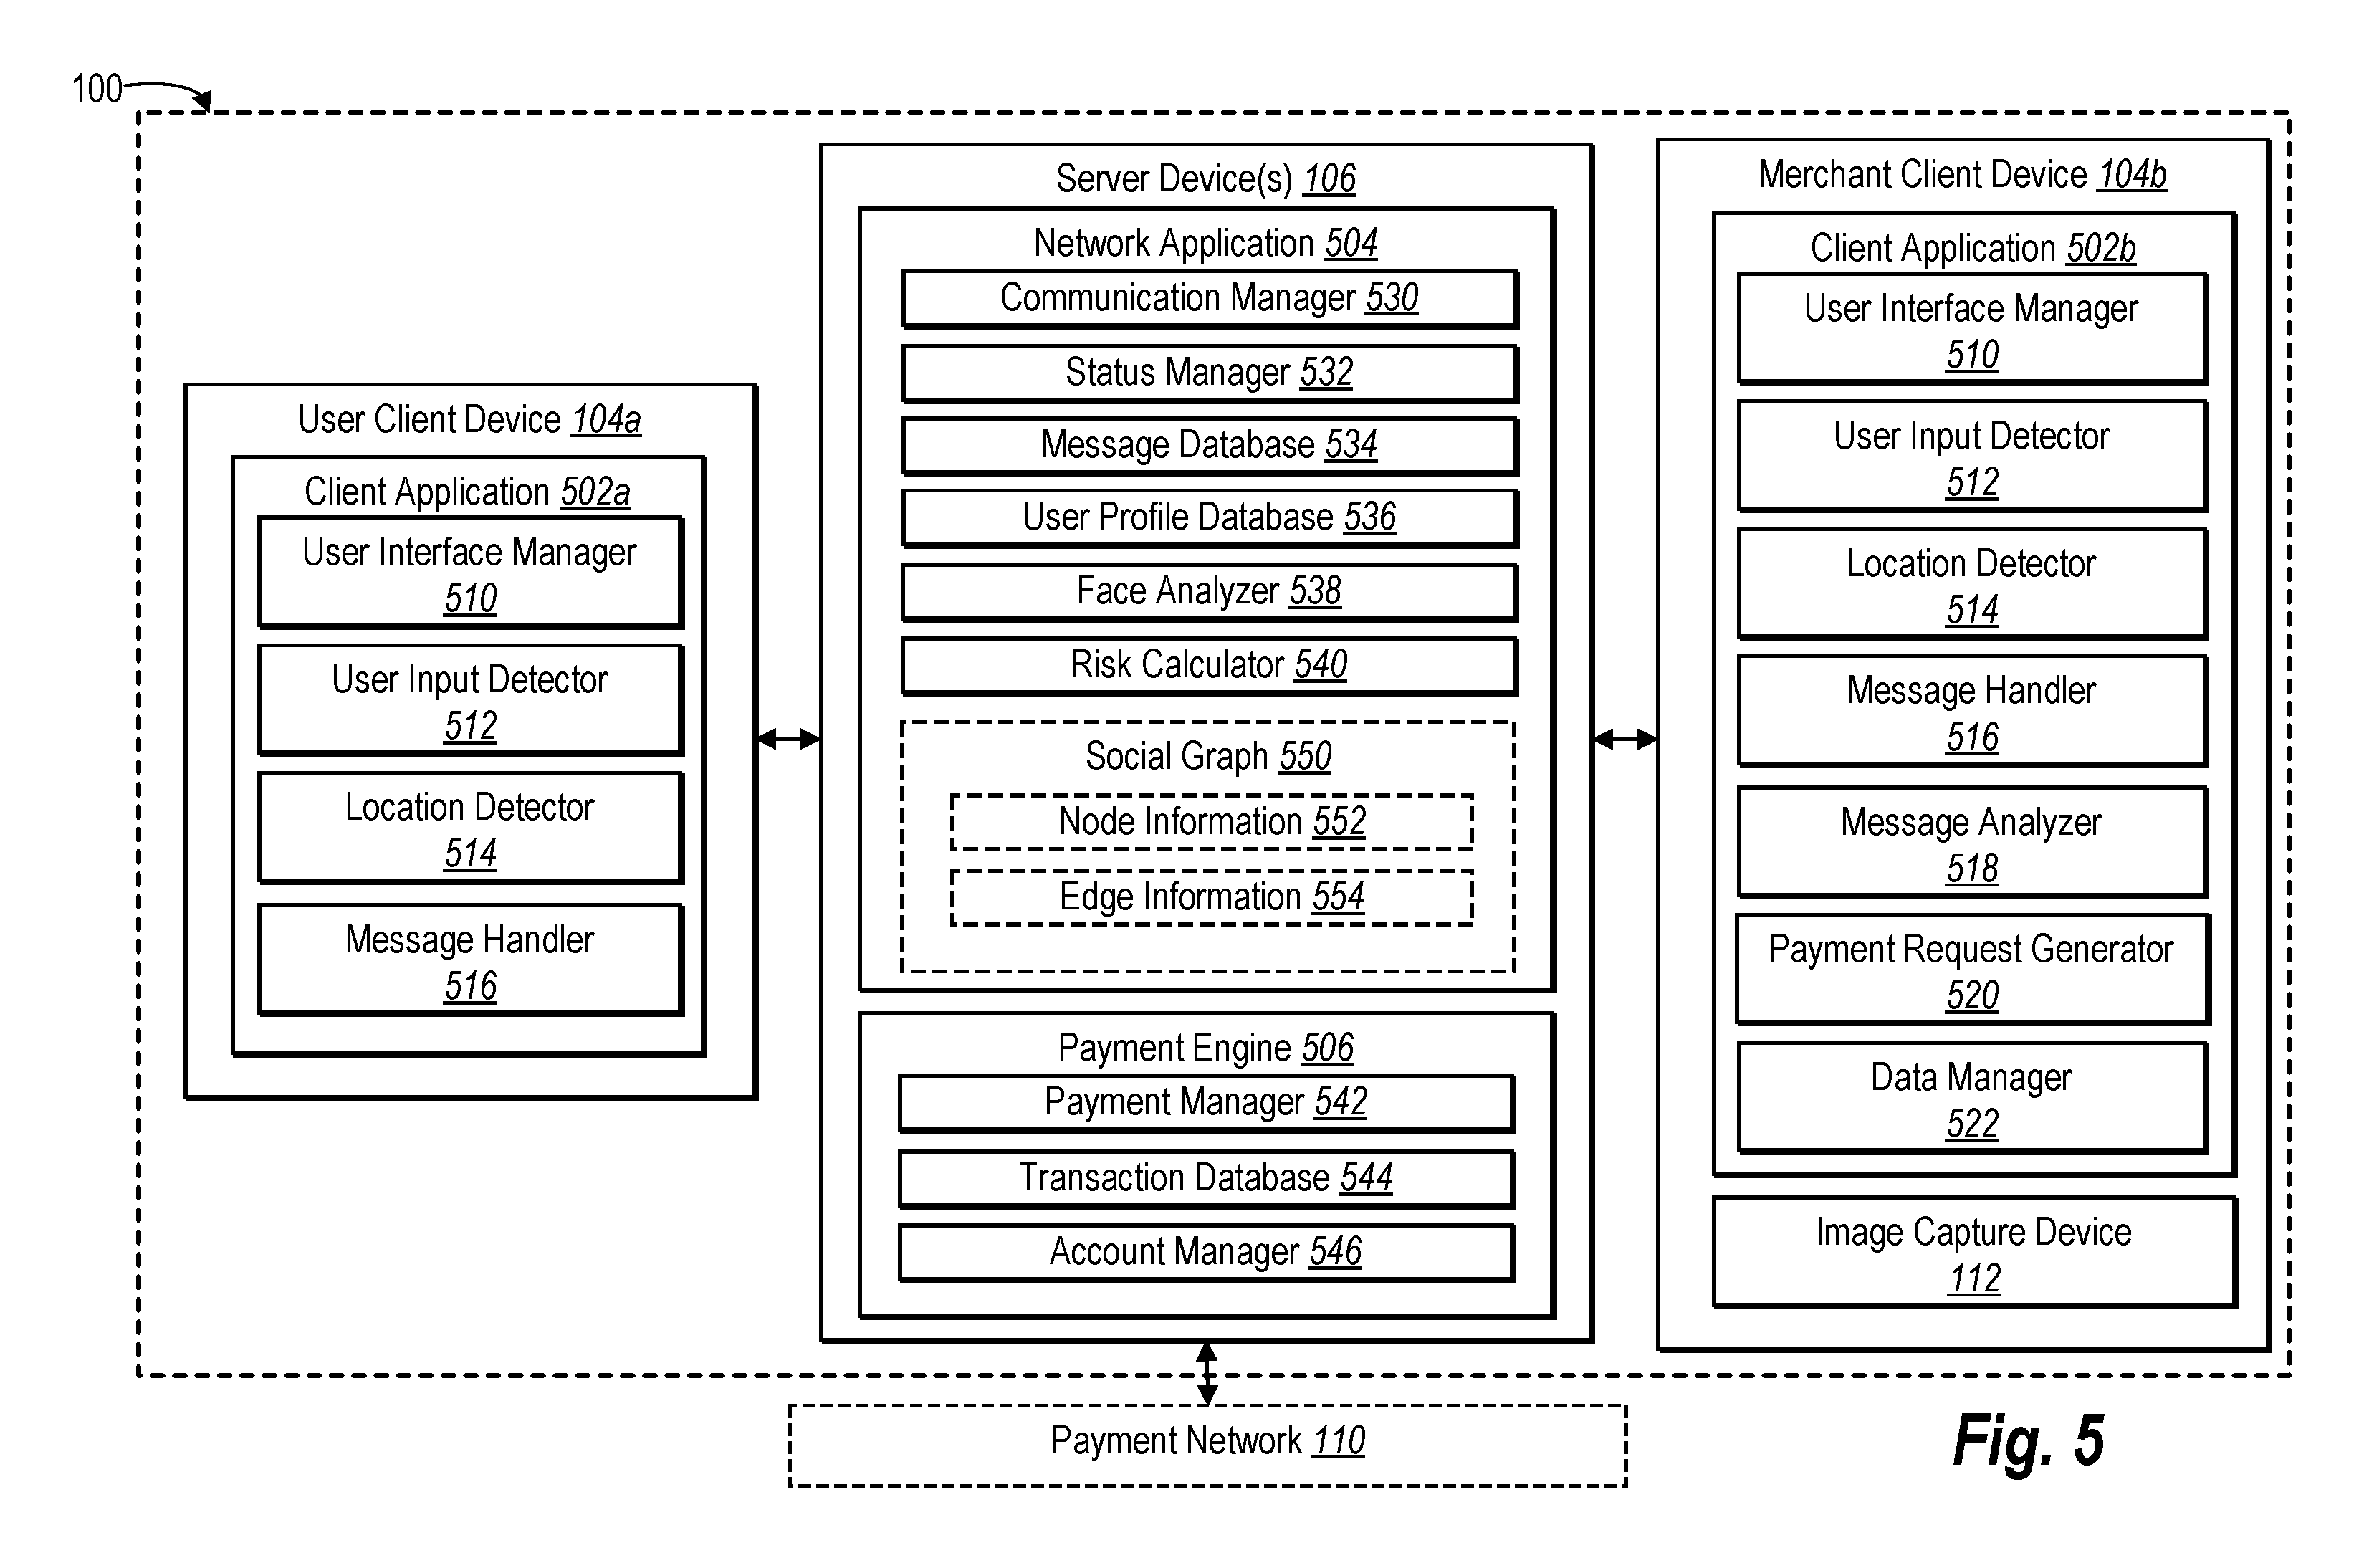 100
User Client Device 104a
Client Application 502a
User Interface Manager
510
User Input Detector
512
Location Detector
514
Message Handler
516
Server Device(s) 106
Network Application 504
Communication Manager 530
Status Manager 532
Message Database 534
User Profile Database 536
Face Analyzer 538
Risk Calculator 540
Social Graph 550
Node Information 552
Edge Information 554
Payment Engine 506
Payment Manager 542
Transaction Database 544
Account Manager 546
Merchant Client Device 104b
Client Application 502b
User Interface Manager
510
User Input Detector
512
Location Detector
514
Message Handler
516
Message Analyzer
518
Payment Request Generator
520
Data Manager
522
Image Capture Device
112
Payment Network 110
Fig. 5